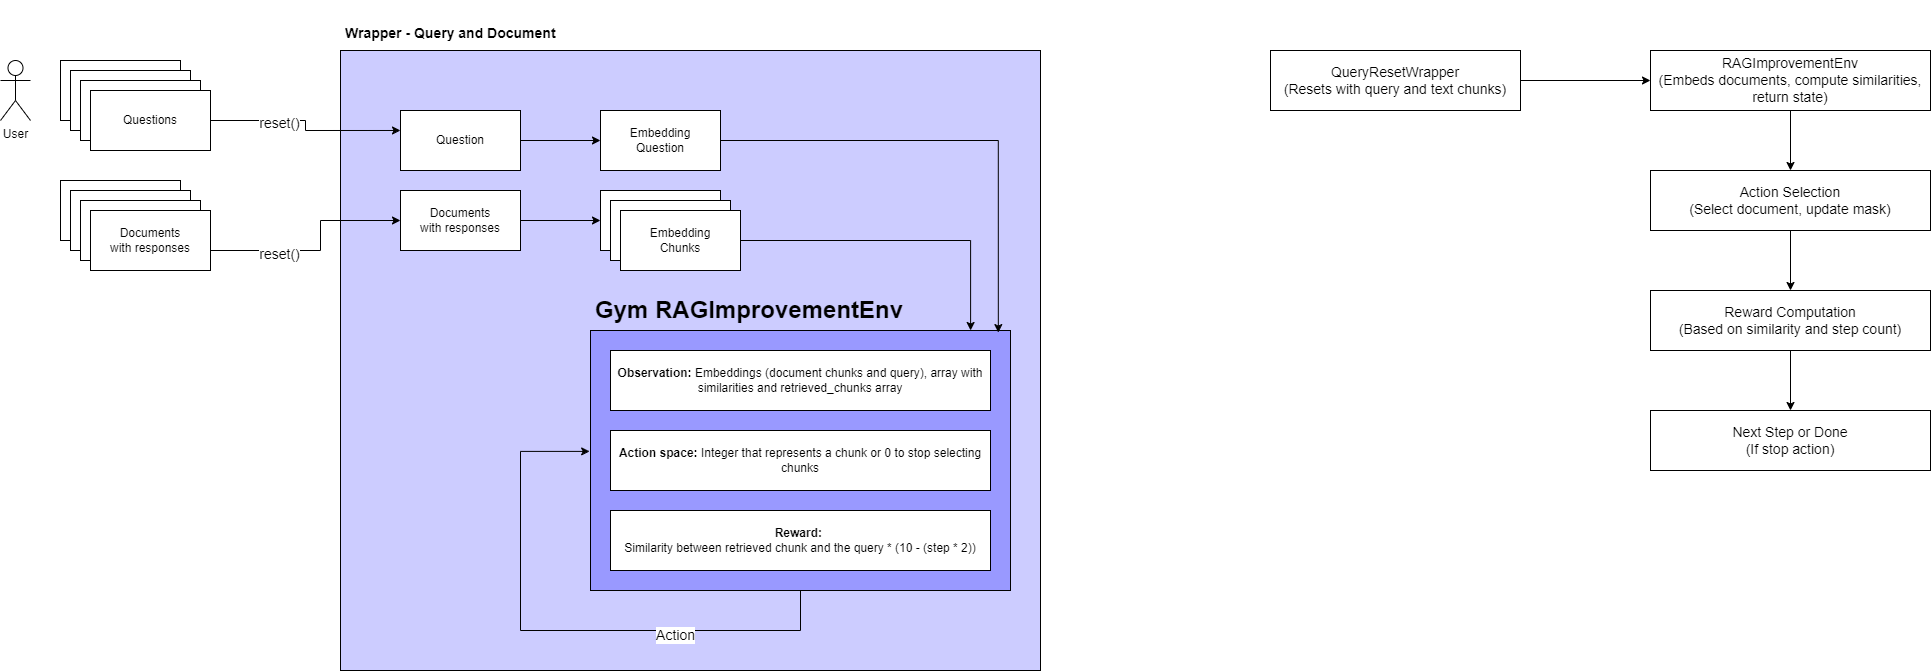 Wrapper - Query and Document
User
Questions
reset()
Question
Embedding
Question
Documents
with responses
reset()
Documents
with responses
Embedding
Chunks
Gym RAGImprovementEnv
Observation: Embeddings (document chunks and query), array with
similarities and retrieved_chunks array
Action space: Integer that represents a chunk or 0 to stop selecting
chunks
Reward:
Similarity between retrieved chunk and the query * (10 - (step * 2))
Action
QueryResetWrapper
(Resets with query and text chunks)
RAGImprovementEnv
(Embeds documents, compute similarities,
return state)
Action Selection
(Select document, update mask)
Reward Computation
(Based on similarity and step count)
Next Step or Done
(If stop action)